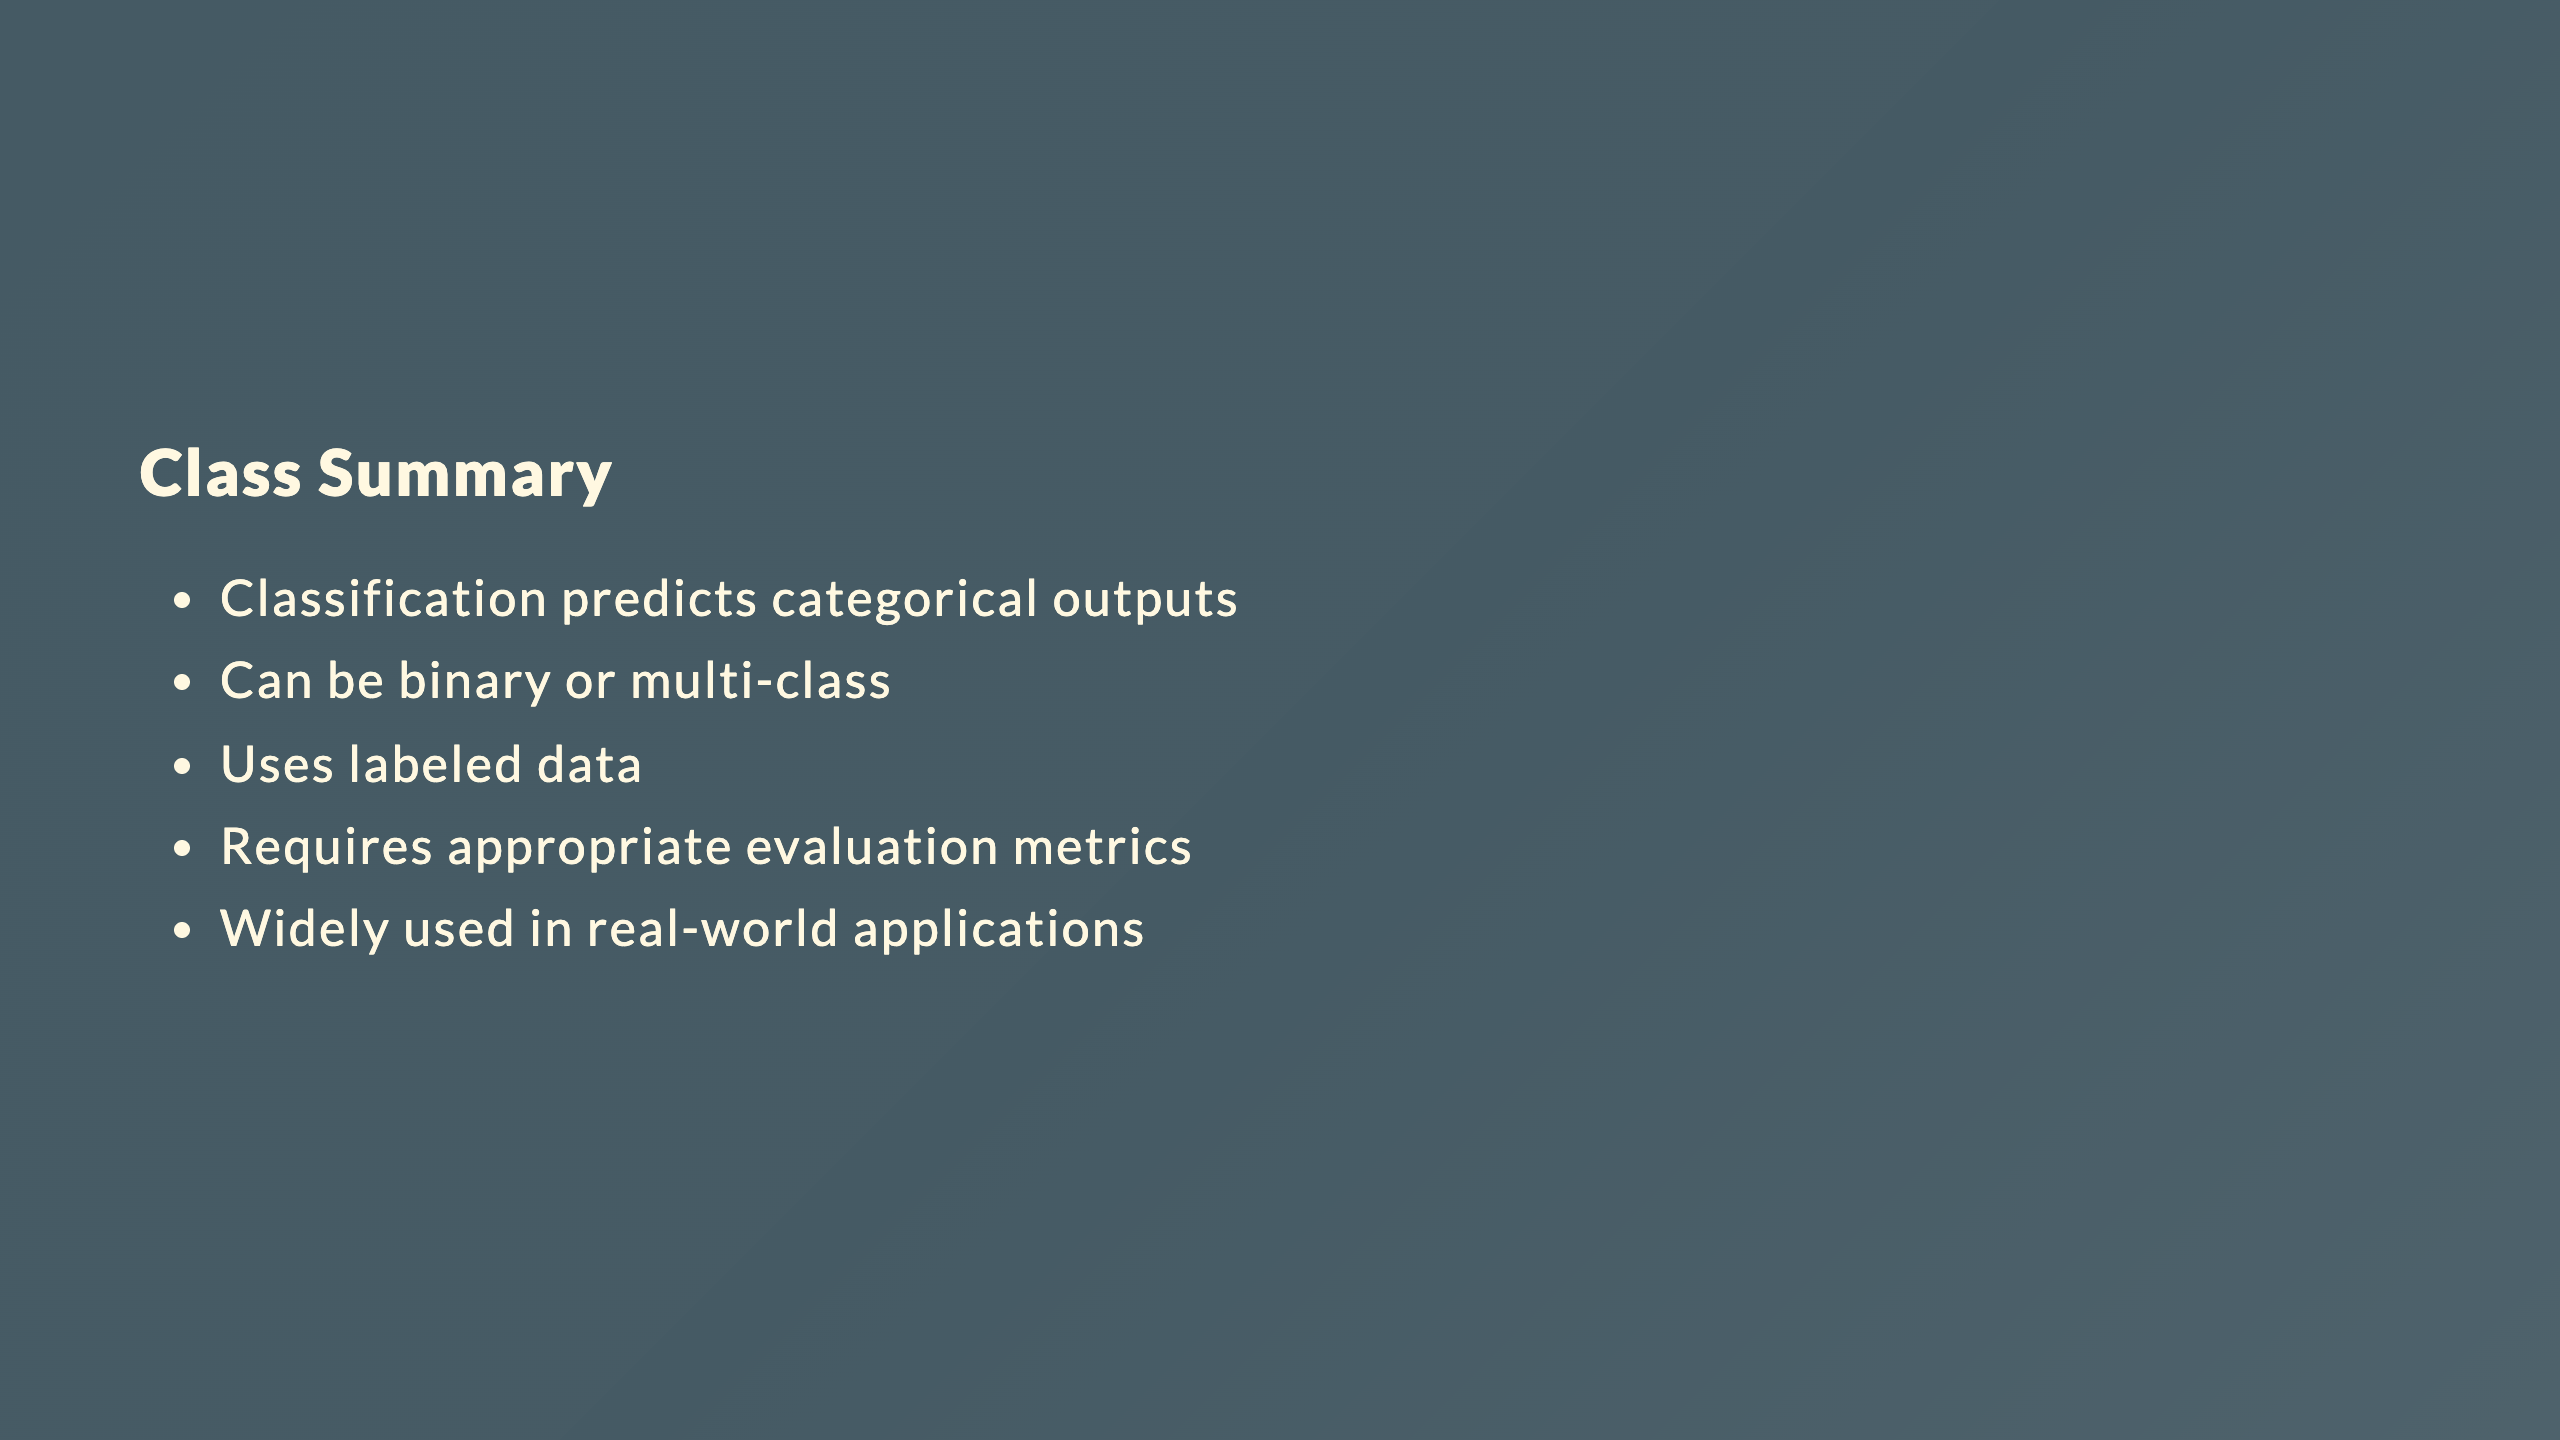 Class Summary
• Classification predicts categorical outputs
• Can be binary or multi-class
• Uses labeled data
• Requires appropriate evaluation metrics
• Widely used in real-world applications